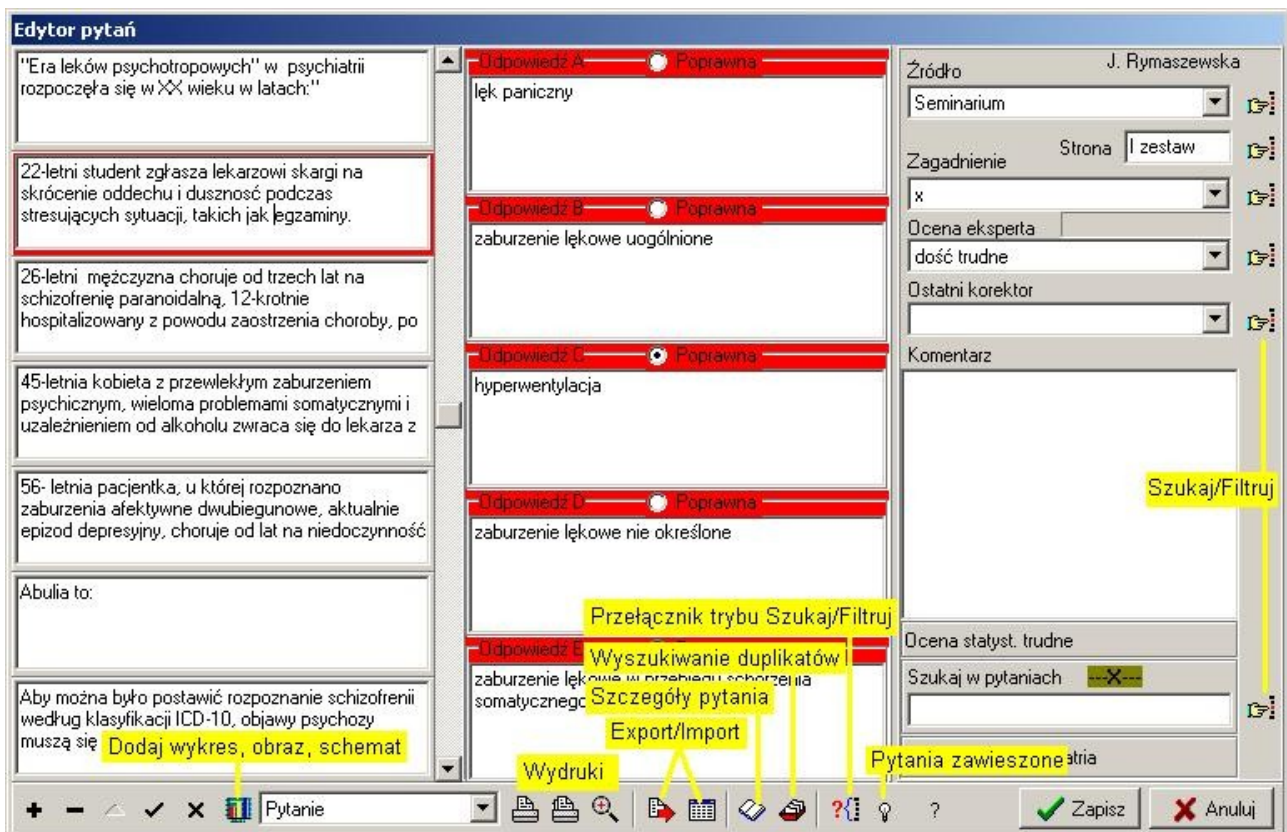 Edytor pytań
"Era leków psychotropowych" w psychiatrii
rozpoczęła się w XX wieku w latach:"
22-letni student zgłasza lekarzowi skargi na
skrócenie oddechu i dusznosć podczas
stresujących sytuacji, takich jak egzaminy.
26-letni mężczyzna choruje od trzech lat na
schizofrenię paranoidalną, 12-krotnie
hospitalizowany z powodu zaostrzenia choroby, po
45-letnia kobieta z przewlekłym zaburzeniem
psychicznym, wieloma problemami somatycznymi i
uzależnieniem od alkoholu zwraca się do lekarza z
56- letnia pacjentka, u której rozpoznano
zaburzenia afektywne dwubiegunowe, aktualnie
epizod depresyjny, choruje od lat na niedoczynność
Abulia to:
Aby można było postawić rozpoznanie schizofrenii
według klasyfikacji ICD-10, objawy psychozy
muszą się
Dodaj wykres, obraz, schemat
Odpowiedź A Poprawna
lęk paniczny
Odpowiedź B Poprawna
zaburzenie lękowe uogólnione
Odpowiedź C Poprawna
hyperwentylacja
Odpowiedź D Poprawna
zaburzenie lękowe nie określone
Przełącznik trybu Szukaj/Filtruj
Odpowiedź E
Wyszukiwanie duplikatów
zaburzenie lękowe w przebiegu schorzenia
somatycznego
Szczegóły pytania
Export/Import
Wydruki
Źródło
J. Rymaszewska
Seminarium
Strona
I zestaw
Zagadnienie
x
Ocena eksperta
dość trudne
Ostatni korektor
Komentarz
Szukaj/Filtruj
Ocena statyst. trudne
Szukaj w pytaniach
---X---
Pytania zawieszone
atria
Pytanie
?
Zapisz
Anuluj